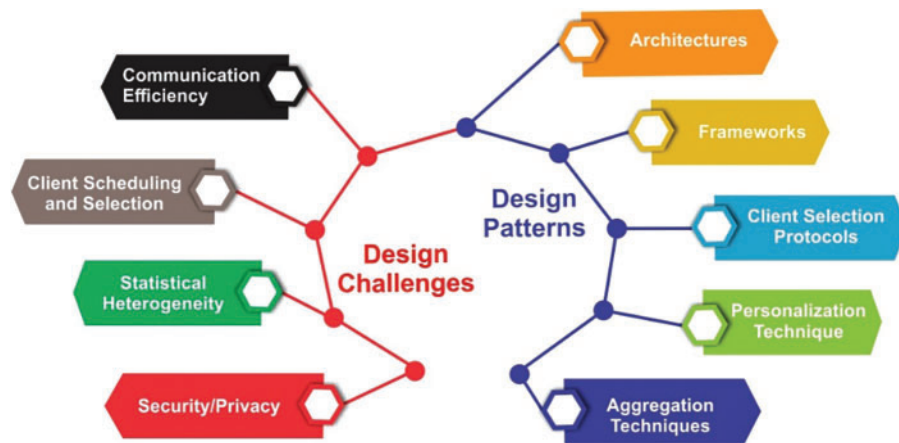 Communication
Efficiency
Client Scheduling
and Selection
Statistical
Heterogeneity
Security/Privacy
Design
Challenges
Design
Patterns
Architectures
Frameworks
Client Selection
Protocols
Personalization
Technique
Aggregation
Techniques